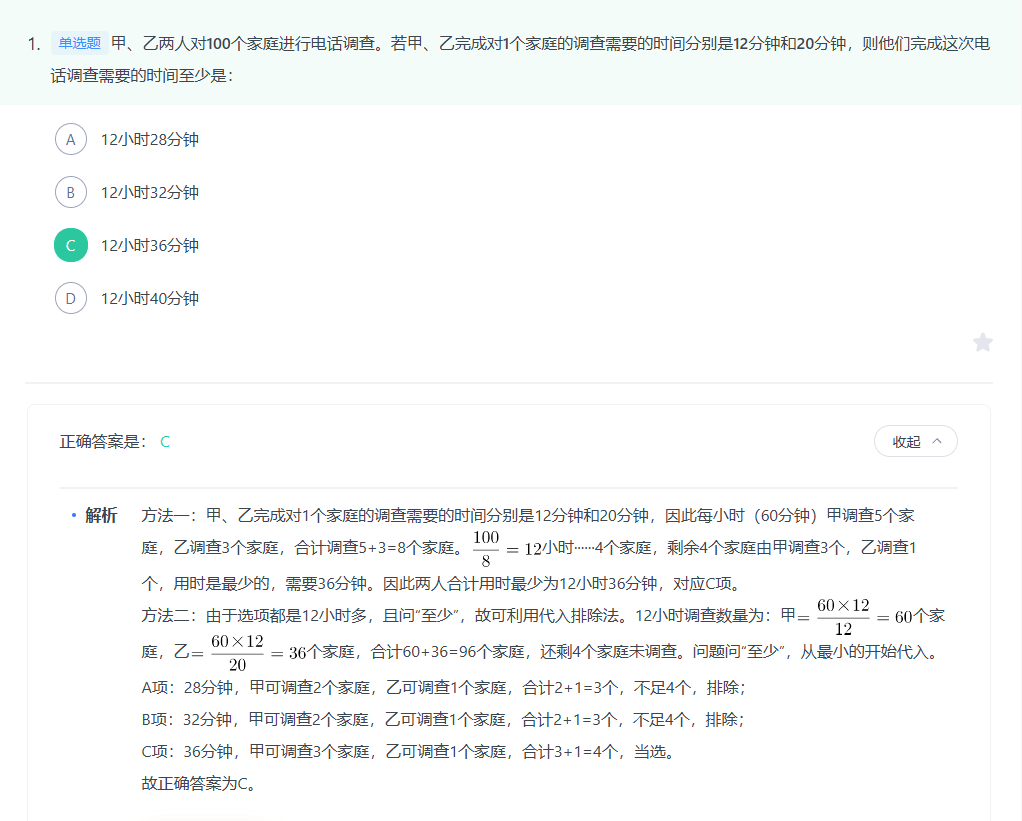 1. 单选题 甲、乙两人对100个家庭进行电话调查。若甲、乙完成对1个家庭的调查需要的时间分别是12分钟和20分钟，则他们完成这次电
话调查需要的时间至少是：
A 12小时28分钟
B 12小时32分钟
C 12小时36分钟
D 12小时40分钟
正确答案是： C
收起
• 解析 方法一：甲、乙完成对1个家庭的调查需要的时间分别是12分钟和20分钟，因此每小时（60分钟）甲调查5个家
庭，乙调查3个家庭，合计调查5+3=8个家庭。100/8 = 12小时······4个家庭，剩余4个家庭由甲调查3个，乙调查1
个，用时是最少的，需要36分钟。因此两人合计用时最少为12小时36分钟，对应C项。
方法二：由于选项都是12小时多，且问“至少”，故可利用代入排除法。12小时调查数量为：甲= 60×12/12 = 60个家
庭，乙= 60×12/20 = 36个家庭，合计60+36=96个家庭，还剩4个家庭未调查。问题问“至少”，从最小的开始代入。
A项：28分钟，甲可调查2个家庭，乙可调查1个家庭，合计2+1=3个，不足4个，排除；
B项：32分钟，甲可调查2个家庭，乙可调查1个家庭，合计2+1=3个，不足4个，排除；
C项：36分钟，甲可调查3个家庭，乙可调查1个家庭，合计3+1=4个，当选。
故正确答案为C。